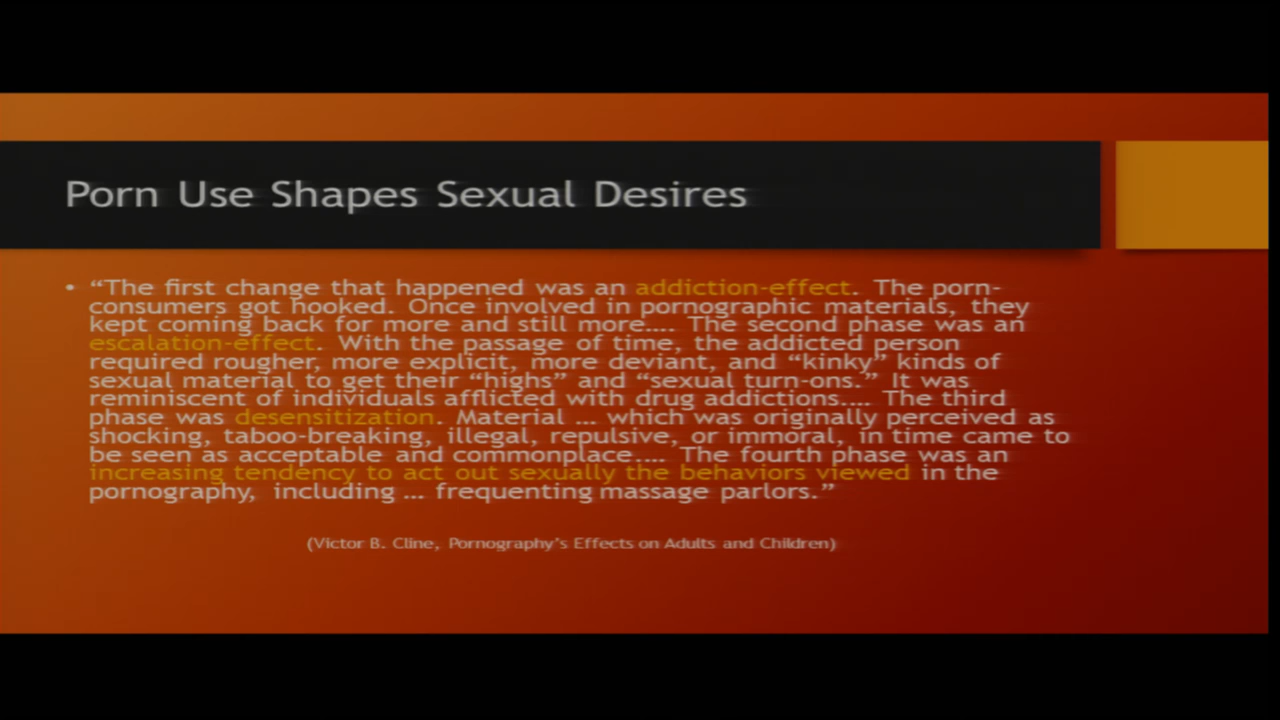 Porn Use Shapes Sexual Desires
• “The first change that happened was an addiction-effect. The porn-
consumers got hooked. Once involved in pornographic materials, they
kept coming back for more and still more…. The second phase was an
escalation-effect. With the passage of time, the addicted person
required rougher, more explicit, more deviant, and “kinky” kinds of
sexual material to get their “highs” and “sexual turn-ons.” It was
reminiscent of individuals afflicted with drug addictions…. The third
phase was desensitization. Material … which was originally perceived as
shocking, taboo-breaking, illegal, repulsive, or immoral, in time came to
be seen as acceptable and commonplace…. The fourth phase was an
increasing tendency to act out sexually the behaviors viewed in the
pornography, including … frequenting massage parlors.”
(Victor B. Cline, Pornography’s Effects on Adults and Children)